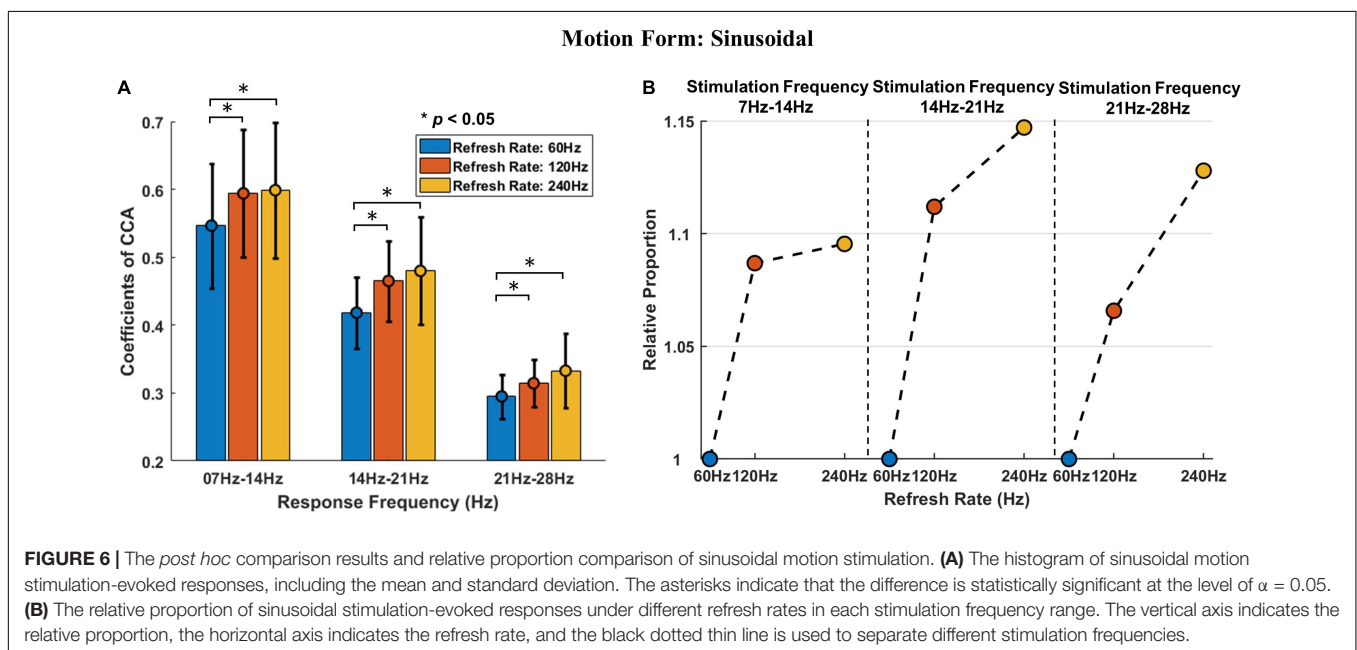 Motion Form: Sinusoidal
A
* *
* p < 0.05
Refresh Rate: 60Hz
Refresh Rate: 120Hz
Refresh Rate: 240Hz
* *
* *
0.7
0.6
0.5
0.4
0.3
0.2
Coefficients of CCA
07Hz-14Hz 14Hz-21Hz 21Hz-28Hz
Response Frequency (Hz)
B
Stimulation Frequency
7Hz-14Hz
Stimulation Frequency
14Hz-21Hz
Stimulation Frequency
21Hz-28Hz
1.15
1.1
1.05
1
Relative Proportion
60Hz120Hz 240Hz 60Hz120Hz 240Hz 60Hz120Hz 240Hz
Refresh Rate (Hz)
FIGURE 6 | The post hoc comparison results and relative proportion comparison of sinusoidal motion stimulation. (A) The histogram of sinusoidal motion
stimulation-evoked responses, including the mean and standard deviation. The asterisks indicate that the difference is statistically significant at the level of α = 0.05.
(B) The relative proportion of sinusoidal stimulation-evoked responses under different refresh rates in each stimulation frequency range. The vertical axis indicates the
relative proportion, the horizontal axis indicates the refresh rate, and the black dotted thin line is used to separate different stimulation frequencies.